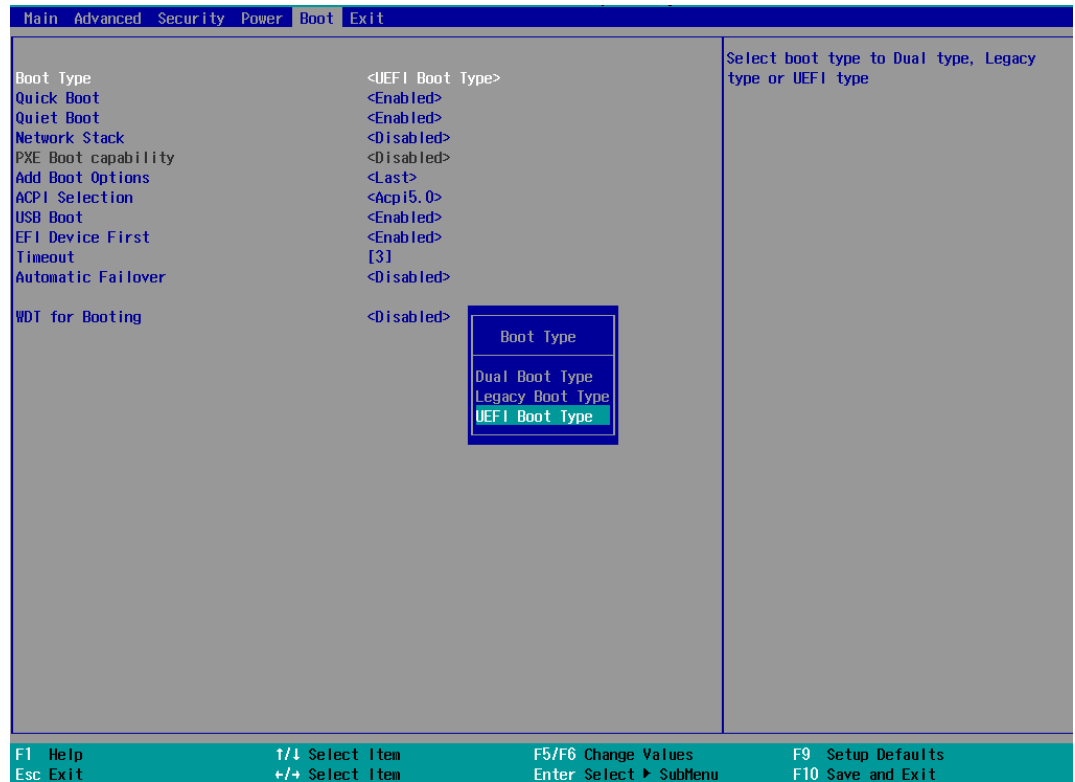 Main Advanced Security Power Boot Exit
Select boot type to Dual type, Legacy
type or UEFI type
Boot Type <UEFI Boot Type>
Quick Boot <Enabled>
Quiet Boot <Enabled>
Network Stack <Disabled>
PXE Boot capability <Disabled>
Add Boot Options <Last>
ACPI Selection <Acpi5.0>
USB Boot <Enabled>
EFI Device First <Enabled>
Timeout [3]
Automatic Failover <Disabled>
WDT for Booting <Disabled>
Boot Type
Dual Boot Type
Legacy Boot Type
UEFI Boot Type
F1 Help ↑/↓ Select Item F5/F6 Change Values F9 Setup Defaults
Esc Exit ←/→ Select Item Enter Select ▶ SubMenu F10 Save and Exit